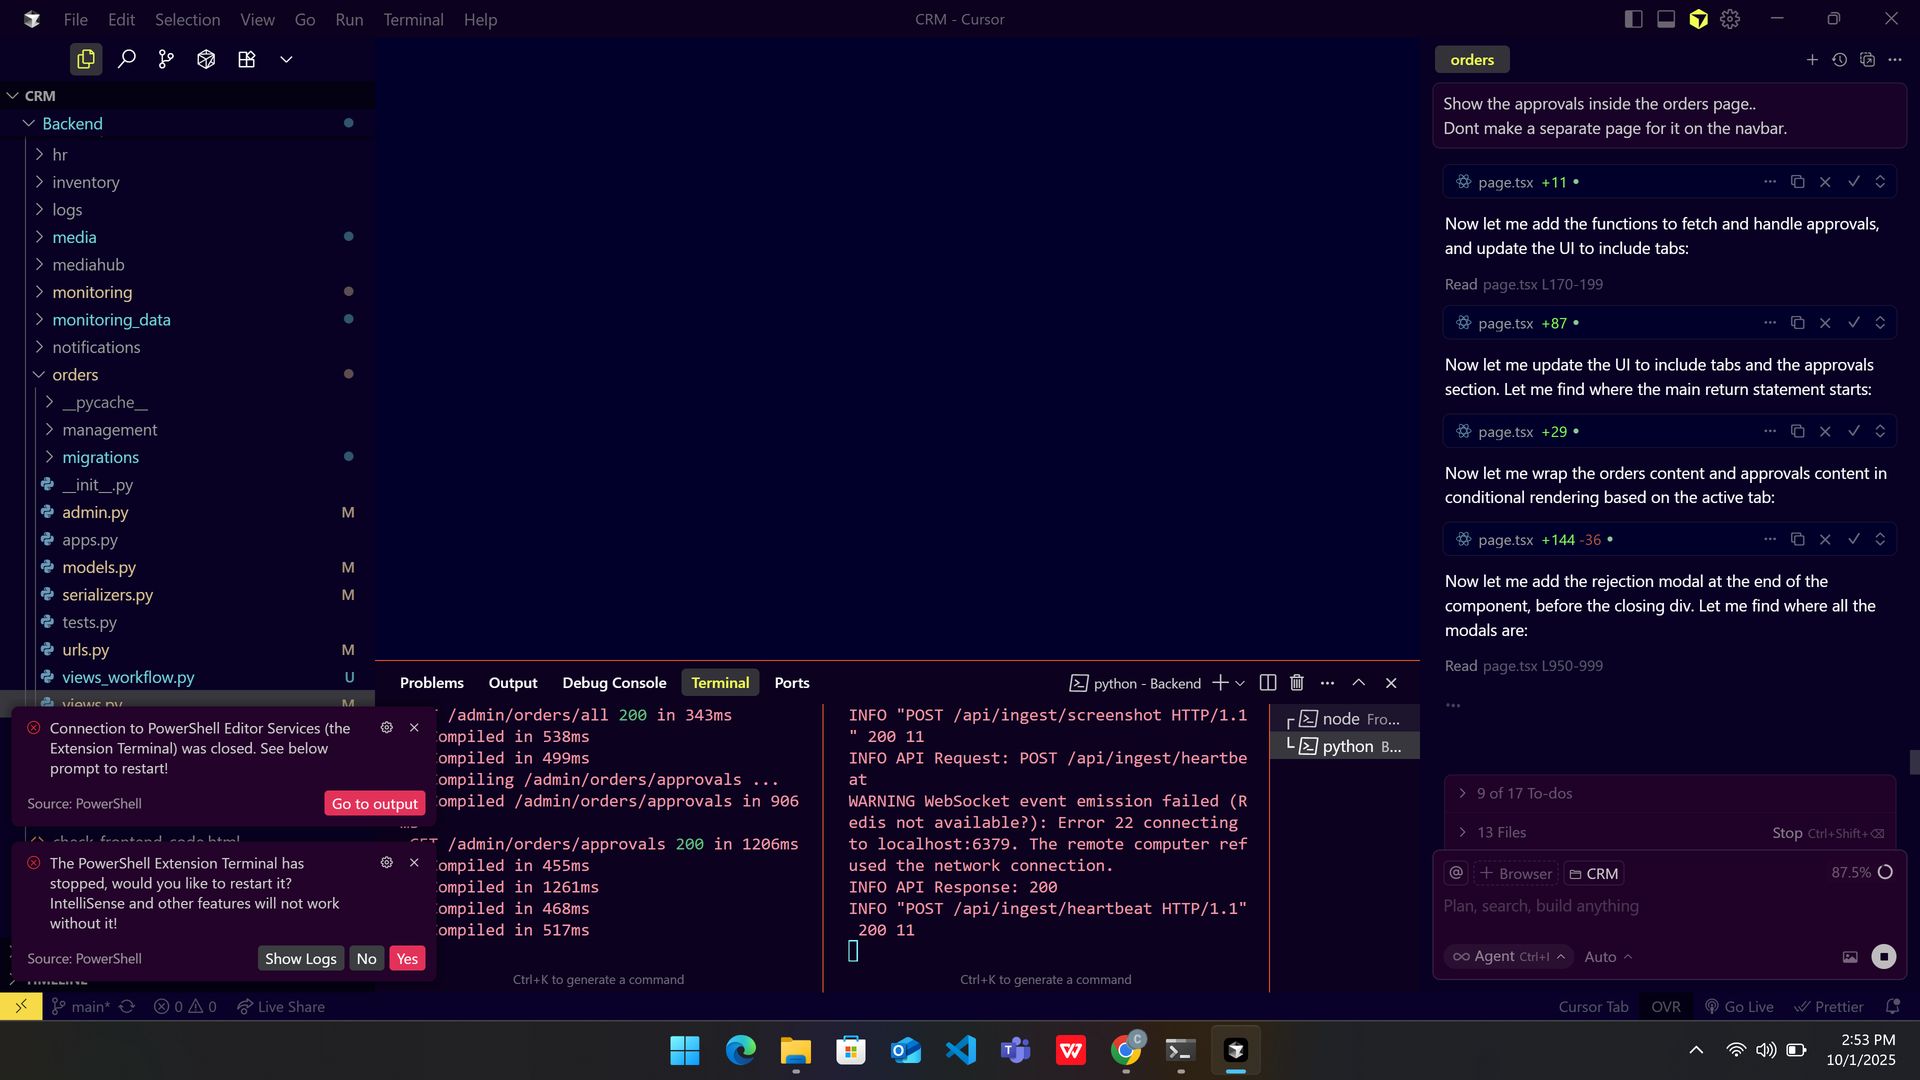 File Edit Selection View Go Run Terminal Help
CRM - Cursor
CRM
Backend
hr
inventory
logs
media
mediahub
monitoring
monitoring_data
notifications
orders
__pycache__
management
migrations
__init__.py
admin.py M
apps.py
models.py M
serializers.py M
tests.py
urls.py M
views_workflow.py U
views.py M
Connection to PowerShell Editor Services (the
Extension Terminal) was closed. See below
prompt to restart!
Source: PowerShell
Go to output
check_frontend_code.html
The PowerShell Extension Terminal has
stopped, would you like to restart it?
IntelliSense and other features will not work
without it!
Source: PowerShell
Show Logs No Yes
TIMELINE
Problems Output Debug Console Terminal Ports
python - Backend
/admin/orders/all 200 in 343ms
ompiled in 538ms
ompiled in 499ms
ompiling /admin/orders/approvals ...
ompiled /admin/orders/approvals in 906
ms
GET /admin/orders/approvals 200 in 1206ms
ompiled in 455ms
ompiled in 1261ms
ompiled in 468ms
ompiled in 517ms
Ctrl+K to generate a command
INFO "POST /api/ingest/screenshot HTTP/1.1
" 200 11
INFO API Request: POST /api/ingest/heartbe
at
WARNING WebSocket event emission failed (R
edis not available?): Error 22 connecting
to localhost:6379. The remote computer ref
used the network connection.
INFO API Response: 200
INFO "POST /api/ingest/heartbeat HTTP/1.1"
200 11
Ctrl+K to generate a command
node Fro...
python B...
orders
Show the approvals inside the orders page..
Dont make a separate page for it on the navbar.
page.tsx +11
Now let me add the functions to fetch and handle approvals,
and update the UI to include tabs:
Read page.tsx L170-199
page.tsx +87
Now let me update the UI to include tabs and the approvals
section. Let me find where the main return statement starts:
page.tsx +29
Now let me wrap the orders content and approvals content in
conditional rendering based on the active tab:
page.tsx +144 -36
Now let me add the rejection modal at the end of the
component, before the closing div. Let me find where all the
modals are:
Read page.tsx L950-999
9 of 17 To-dos
13 Files
Stop Ctrl+Shift+⌫
@ + Browser CRM 87.5%
Plan, search, build anything
Agent Ctrl+I Auto
main* 0 0 Live Share
Cursor Tab OVR Go Live Prettier
2:53 PM
10/1/2025